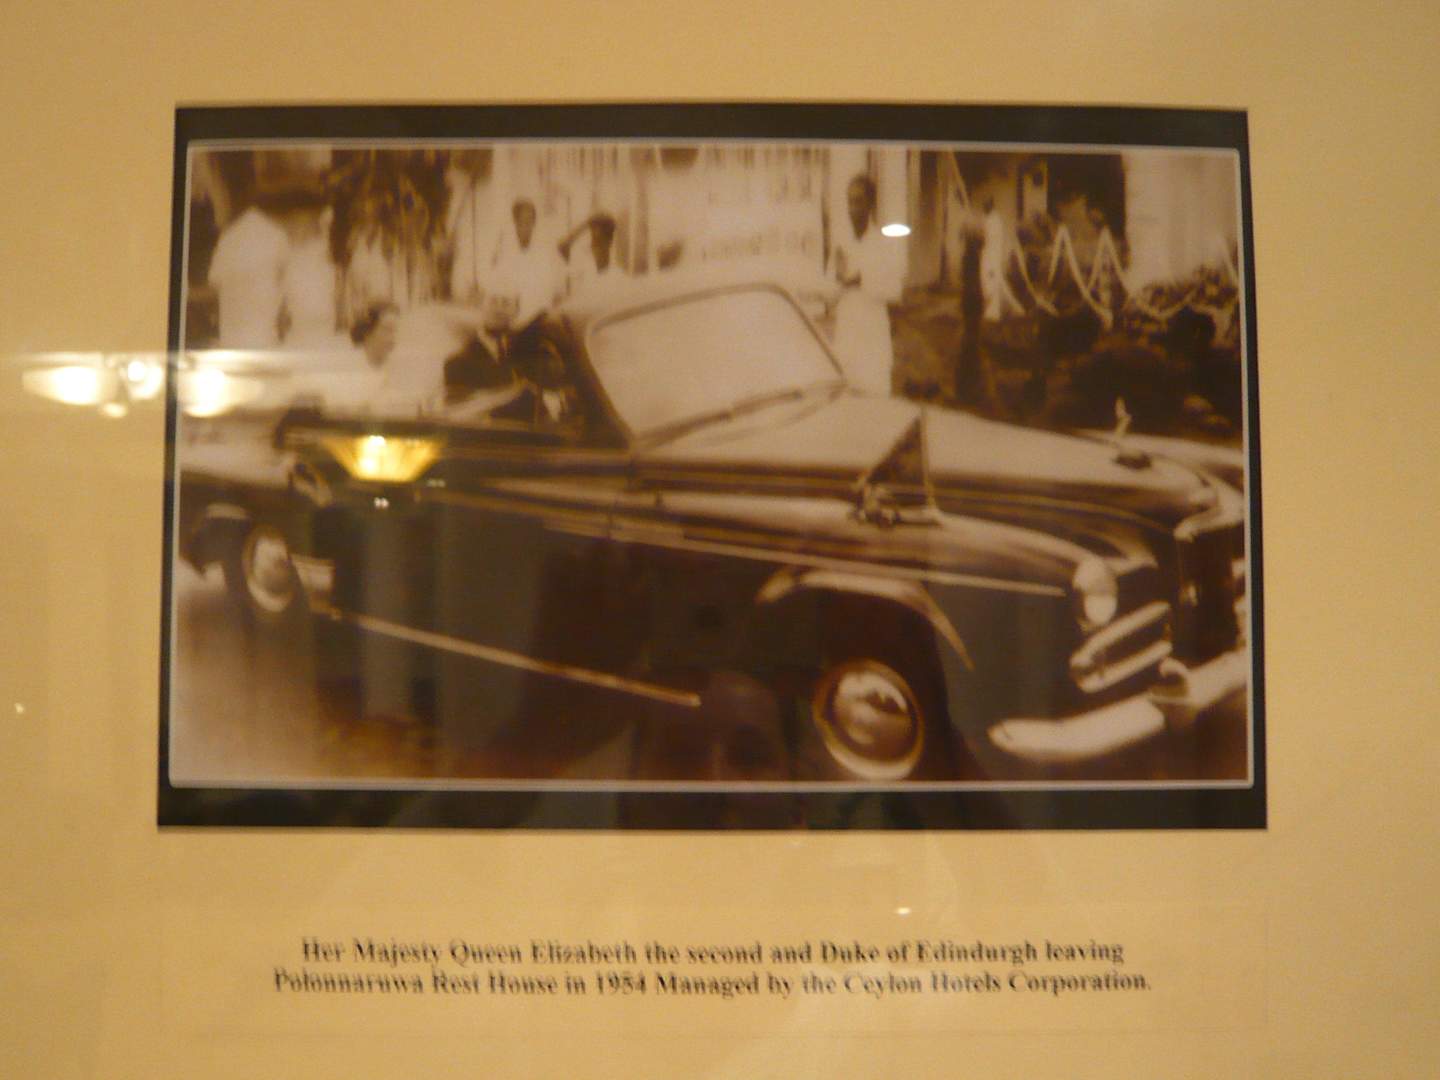 Her Majesty Queen Elizabeth the second and Duke of Edindurgh leaving
Polonnaruwa Rest House in 1954 Managed by the Ceylon Hotels Corporation.